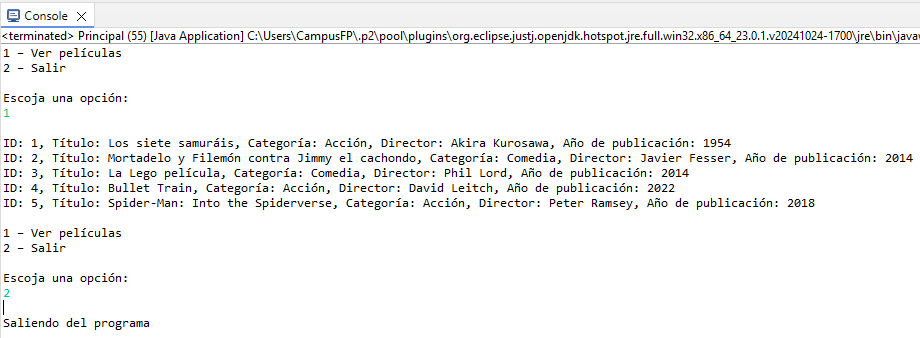 Console
<terminated> Principal (55) [Java Application] C:\Users\CampusFP\.p2\pool\plugins\org.eclipse.justj.openjdk.hotspot.jre.full.win32.x86_64_23.0.1.v20241024-1700\jre\bin\javaw
1 – Ver películas
2 – Salir
Escoja una opción:
1
ID: 1, Título: Los siete samuráis, Categoría: Acción, Director: Akira Kurosawa, Año de publicación: 1954
ID: 2, Título: Mortadelo y Filemón contra Jimmy el cachondo, Categoría: Comedia, Director: Javier Fesser, Año de publicación: 2014
ID: 3, Título: La Lego película, Categoría: Comedia, Director: Phil Lord, Año de publicación: 2014
ID: 4, Título: Bullet Train, Categoría: Acción, Director: David Leitch, Año de publicación: 2022
ID: 5, Título: Spider-Man: Into the Spiderverse, Categoría: Acción, Director: Peter Ramsey, Año de publicación: 2018
1 – Ver películas
2 – Salir
Escoja una opción:
2
Saliendo del programa